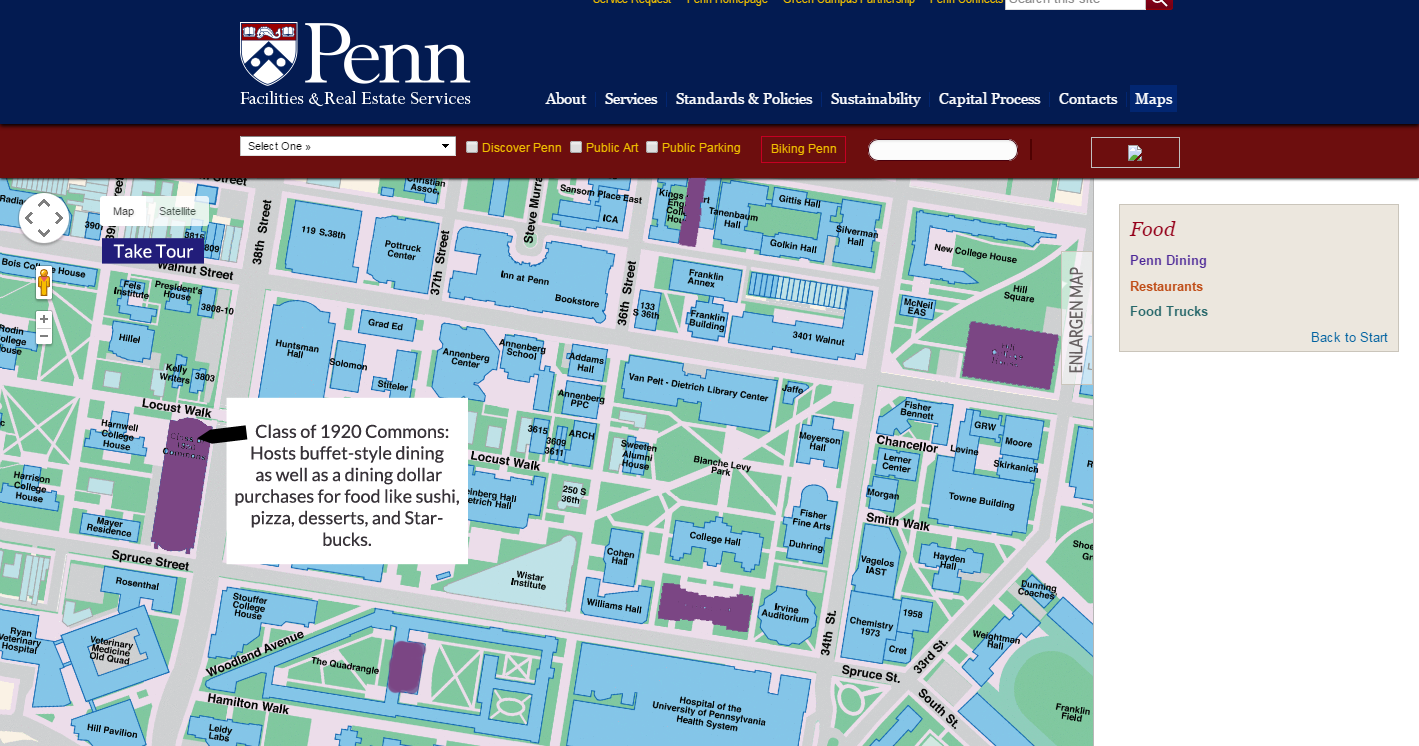 Service Request
Penn Homepage
Green Campus Partnership
Penn Connects
Search this site
Penn
Facilities & Real Estate Services
About
Services
Standards & Policies
Sustainability
Capital Process
Contacts
Maps
Select One »
Discover Penn
Public Art
Public Parking
Biking Penn
Map
Satellite
Take Tour
ENLARGEN MAP
Food
Penn Dining
Restaurants
Food Trucks
Back to Start
Class of 1920 Commons:
Hosts buffet-style dining
as well as a dining dollar
purchases for food like sushi,
pizza, desserts, and Star-
bucks.
Street
Christian
Assoc.
Sansom Place East
ICA
Steve Murra
Tanenbaum
Hall
Gittis Hall
Golkin Hall
Silverman
Hall
New College House
Hill
Square
38th Street
119 S.38th
Pottruck
Center
37th Street
Inn at Penn
Bookstore
36th Street
133
S 36th
Franklin
Annex
Franklin
Building
McNeil
EAS
3401 Walnut
Walnut Street
Bois College House
Fels
Institute
President's
House
3808-10
Rodin
College
House
Hillel
Kelly
Writers
3803
Huntsman
Hall
Grad Ed
Solomon
Stiteler
Annenberg
Center
Annenberg
School
Addams
Hall
Annenberg
PPC
Van Pelt - Dietrich Library Center
Jaffe
Locust Walk
Harnwell
College
House
Class of
1920
Commons
Harrison
College
House
Mayer
Residence
3615
3609
3611
ARCH
Sweeten
Alumni
House
Locust Walk
250 S
36th
Blanche Levy
Park
Meyerson
Hall
Fisher
Bennett
Chancellor
GRW
Moore
Levine
Skirkanich
Lerner
Center
Morgan
Towne Building
Smith Walk
Fisher
Fine Arts
Duhring
College Hall
Cohen
Hall
Williams Hall
Wistar
Institute
Irvine
Auditorium
Vagelos
IAST
Hayden
Hall
Dunning
Coaches
Chemistry
1973
1958
Cret
Weightman
Hall
34th St.
33rd St.
Spruce St.
South St.
Franklin
Field
Spruce Street
Rosenthal
Ryan
Veterinary
Hospital
Veterinary
Medicine
Old Quad
Stouffer
College
House
Woodland Avenue
The Quadrangle
Hamilton Walk
Hill Pavilion
Leidy
Labs
Hospital of the
University of Pennsylvania
Health System